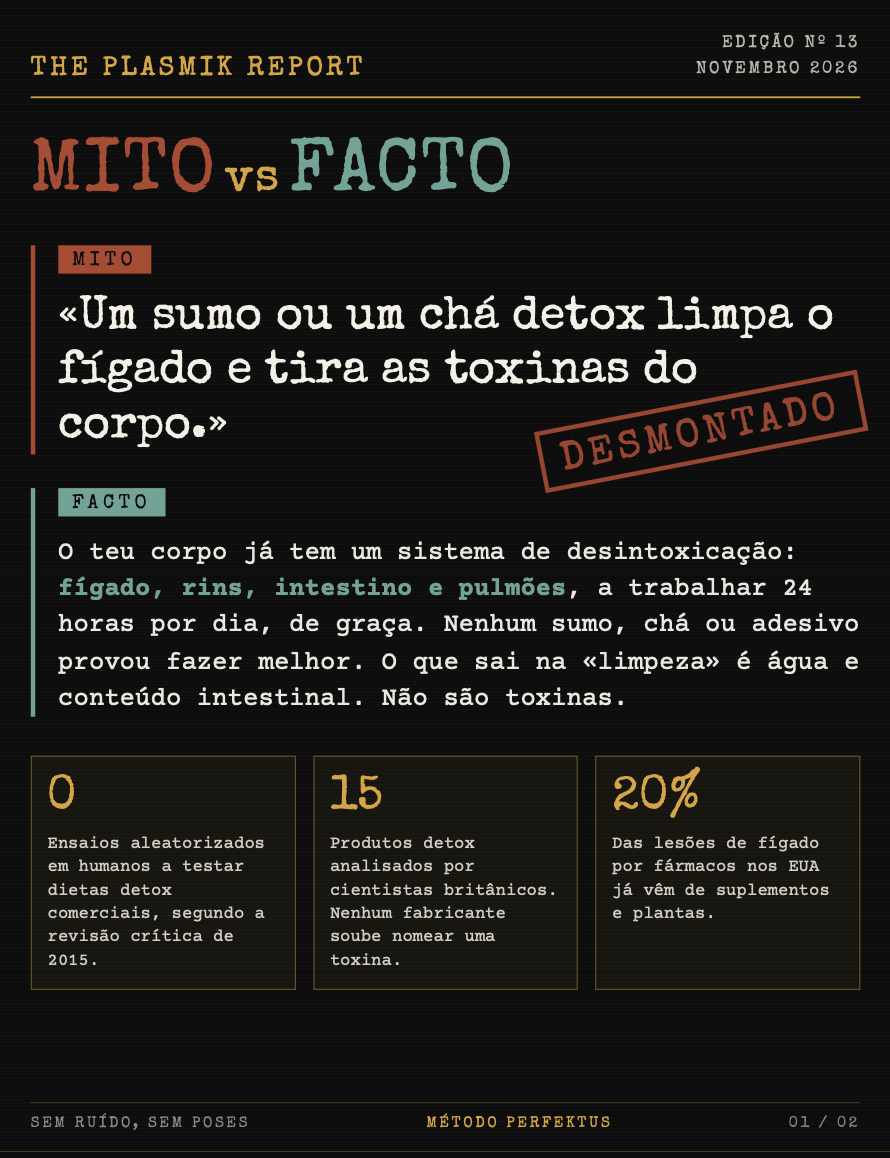 THE PLASMIK REPORT
EDIÇÃO Nº 13
NOVEMBRO 2026
MITO vs FACTO
MITO
«Um sumo ou um chá detox limpa o
fígado e tira as toxinas do
corpo.»
DESMONTADO
FACTO
O teu corpo já tem um sistema de desintoxicação:
fígado, rins, intestino e pulmões, a trabalhar 24
horas por dia, de graça. Nenhum sumo, chá ou adesivo
provou fazer melhor. O que sai na «limpeza» é água e
conteúdo intestinal. Não são toxinas.
0
Ensaios aleatorizados
em humanos a testar
dietas detox
comerciais, segundo a
revisão crítica de
2015.
15
Produtos detox
analisados por
cientistas britânicos.
Nenhum fabricante
soube nomear uma
toxina.
20%
Das lesões de fígado
por fármacos nos EUA
já vêm de suplementos
e plantas.
SEM RUÍDO, SEM POSES
MÉTODO PERFEKTUS
01 / 02